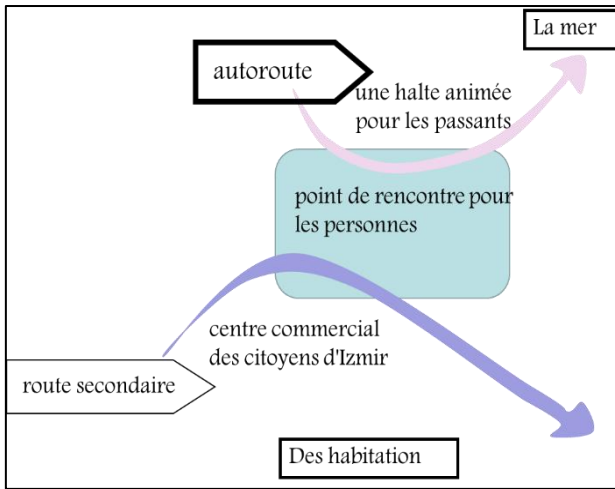 La mer
autoroute
une halte animée
pour les passants
point de rencontre pour
les personnes
centre commercial
des citoyens d'Izmir
route secondaire
Des habitation